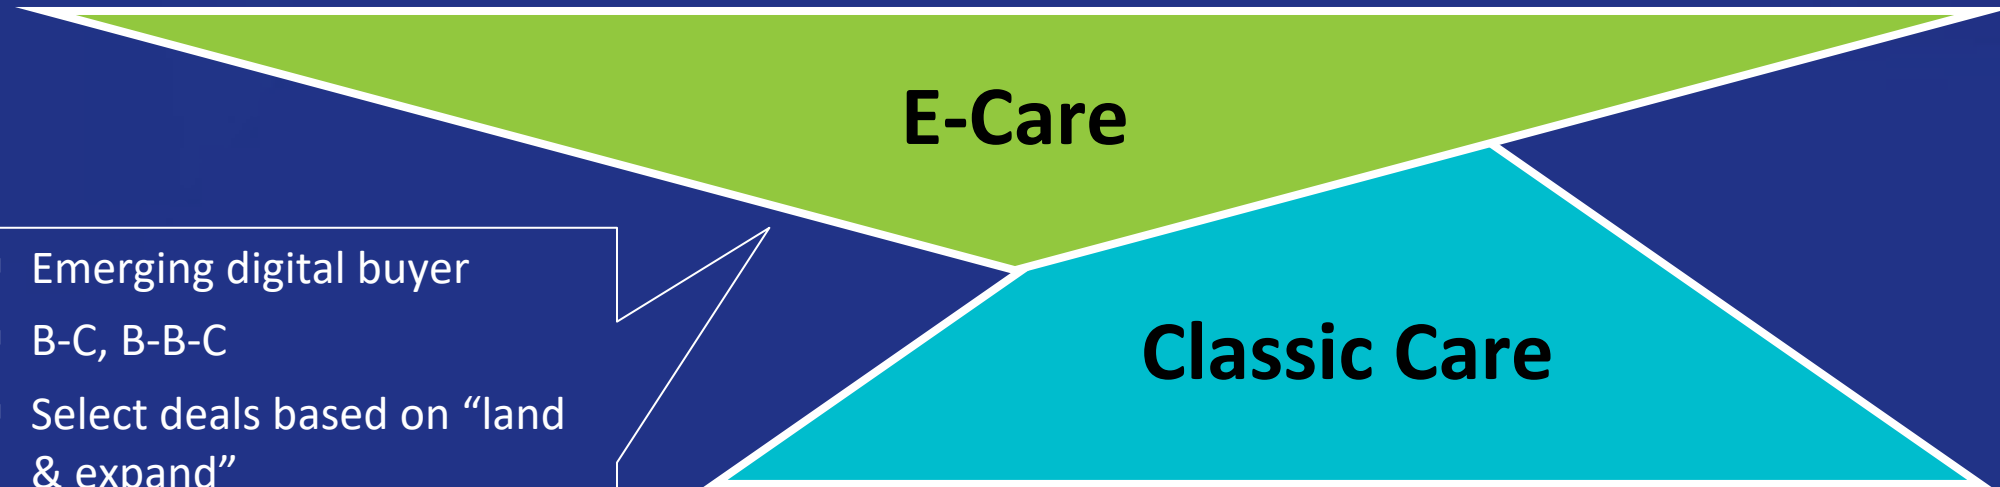 E-Care
Emerging digital buyer
B-C, B-B-C
Classic Care
Select deals based on “land
& expand”